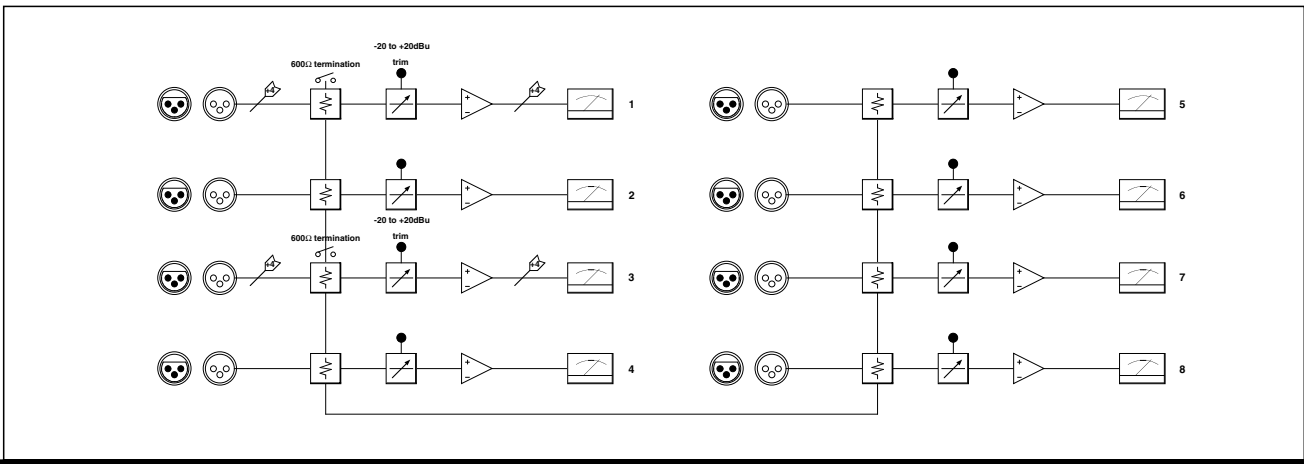 -20 to +20dBu
600Ω termination
trim
+4
+4
1
5
2
6
-20 to +20dBu
600Ω termination
trim
+4
+4
3
7
4
8